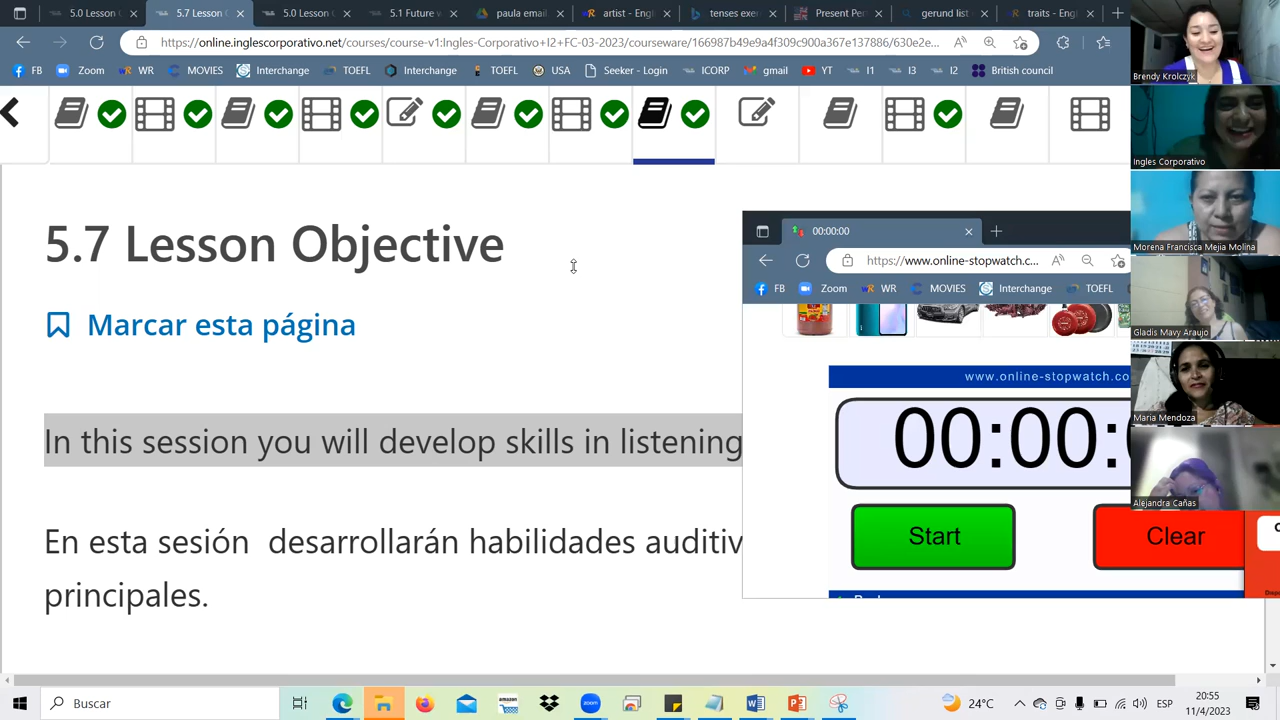 5.0 Lesson
5.7 Lesson O
5.0 Lesson
5.1 Future v
paula email
artist - Eng
tenses exer
Present Per
gerund list
traits - Eng
https://online.inglescorporativo.net/courses/course-v1:Ingles-Corporativo+I2+FC-03-2023/courseware/166987b49e9a4f309c900a367e137886/630e2e...
FB
Zoom
WR
MOVIES
Interchange
TOEFL
Interchange
TOEFL
USA
Seeker - Login
ICORP
gmail
YT
I1
I3
I2
British council
Brendy Krolczyk
Ingles Corporativo
Morena Francisca Mejia Molina
Gladis Mavy Araujo
Maria Mendoza
Alejandra Cañas
5.7 Lesson Objective
Marcar esta página
In this session you will develop skills in listening
En esta sesión desarrollarán habilidades auditiv
principales.
00:00:00
https://www.online-stopwatch.c...
FB
Zoom
WR
MOVIES
Interchange
TOEFL
www.online-stopwatch.co
00:00:0
Start
Clear
Buscar
24°C
ESP
20:55
11/4/2023